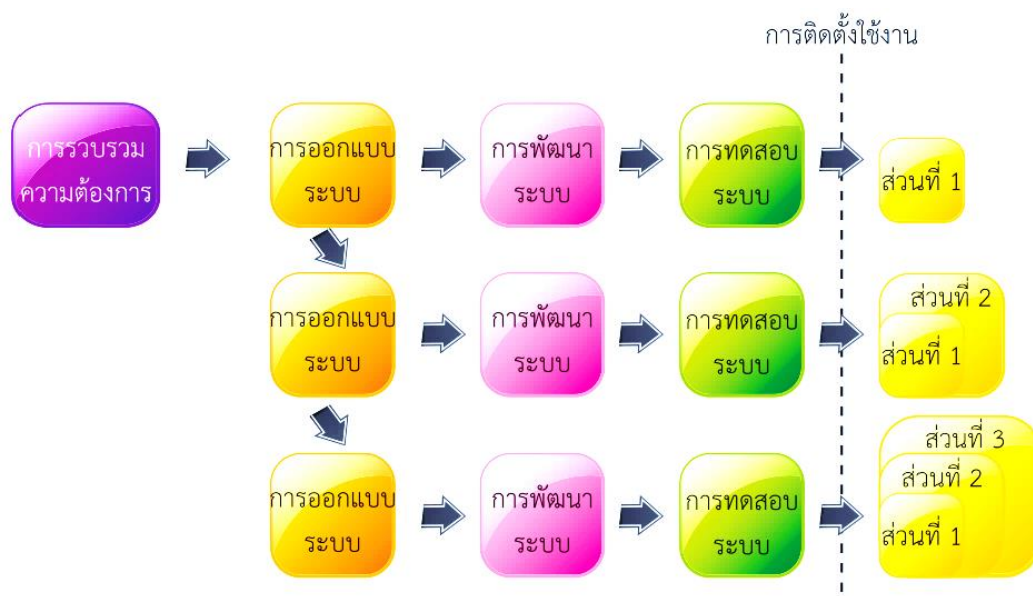 การติดตั้งใช้งาน
การรวบรวม
ความต้องการ
การออกแบบ
ระบบ
การพัฒนา
ระบบ
การทดสอบ
ระบบ
ส่วนที่ 1
การออกแบบ
ระบบ
การพัฒนา
ระบบ
การทดสอบ
ระบบ
ส่วนที่ 2
ส่วนที่ 1
การออกแบบ
ระบบ
การพัฒนา
ระบบ
การทดสอบ
ระบบ
ส่วนที่ 3
ส่วนที่ 2
ส่วนที่ 1